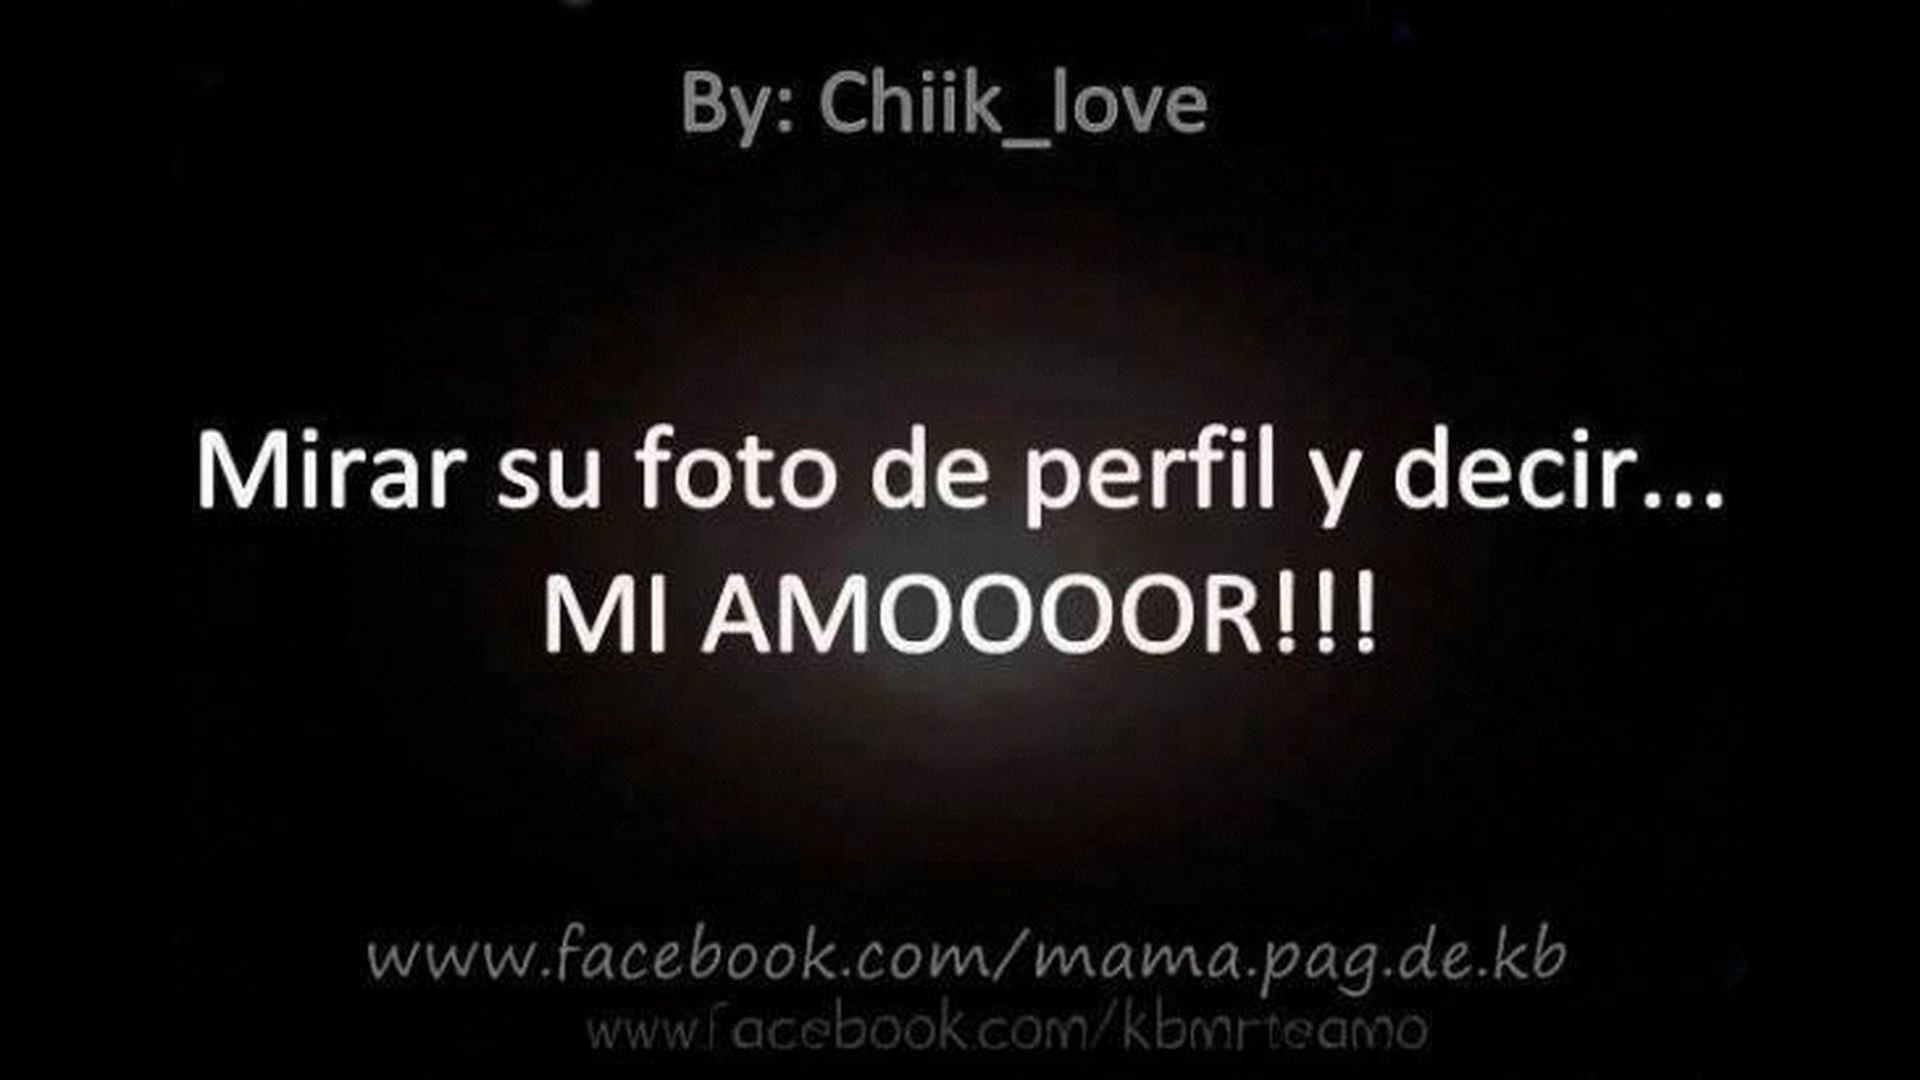 By: Chiik_love
Mirar su foto de perfil y decir...
MI AMOOOOR!!!
www.facebook.com/mama.pag.de.kb
www.facebook.com/kbmrteamo